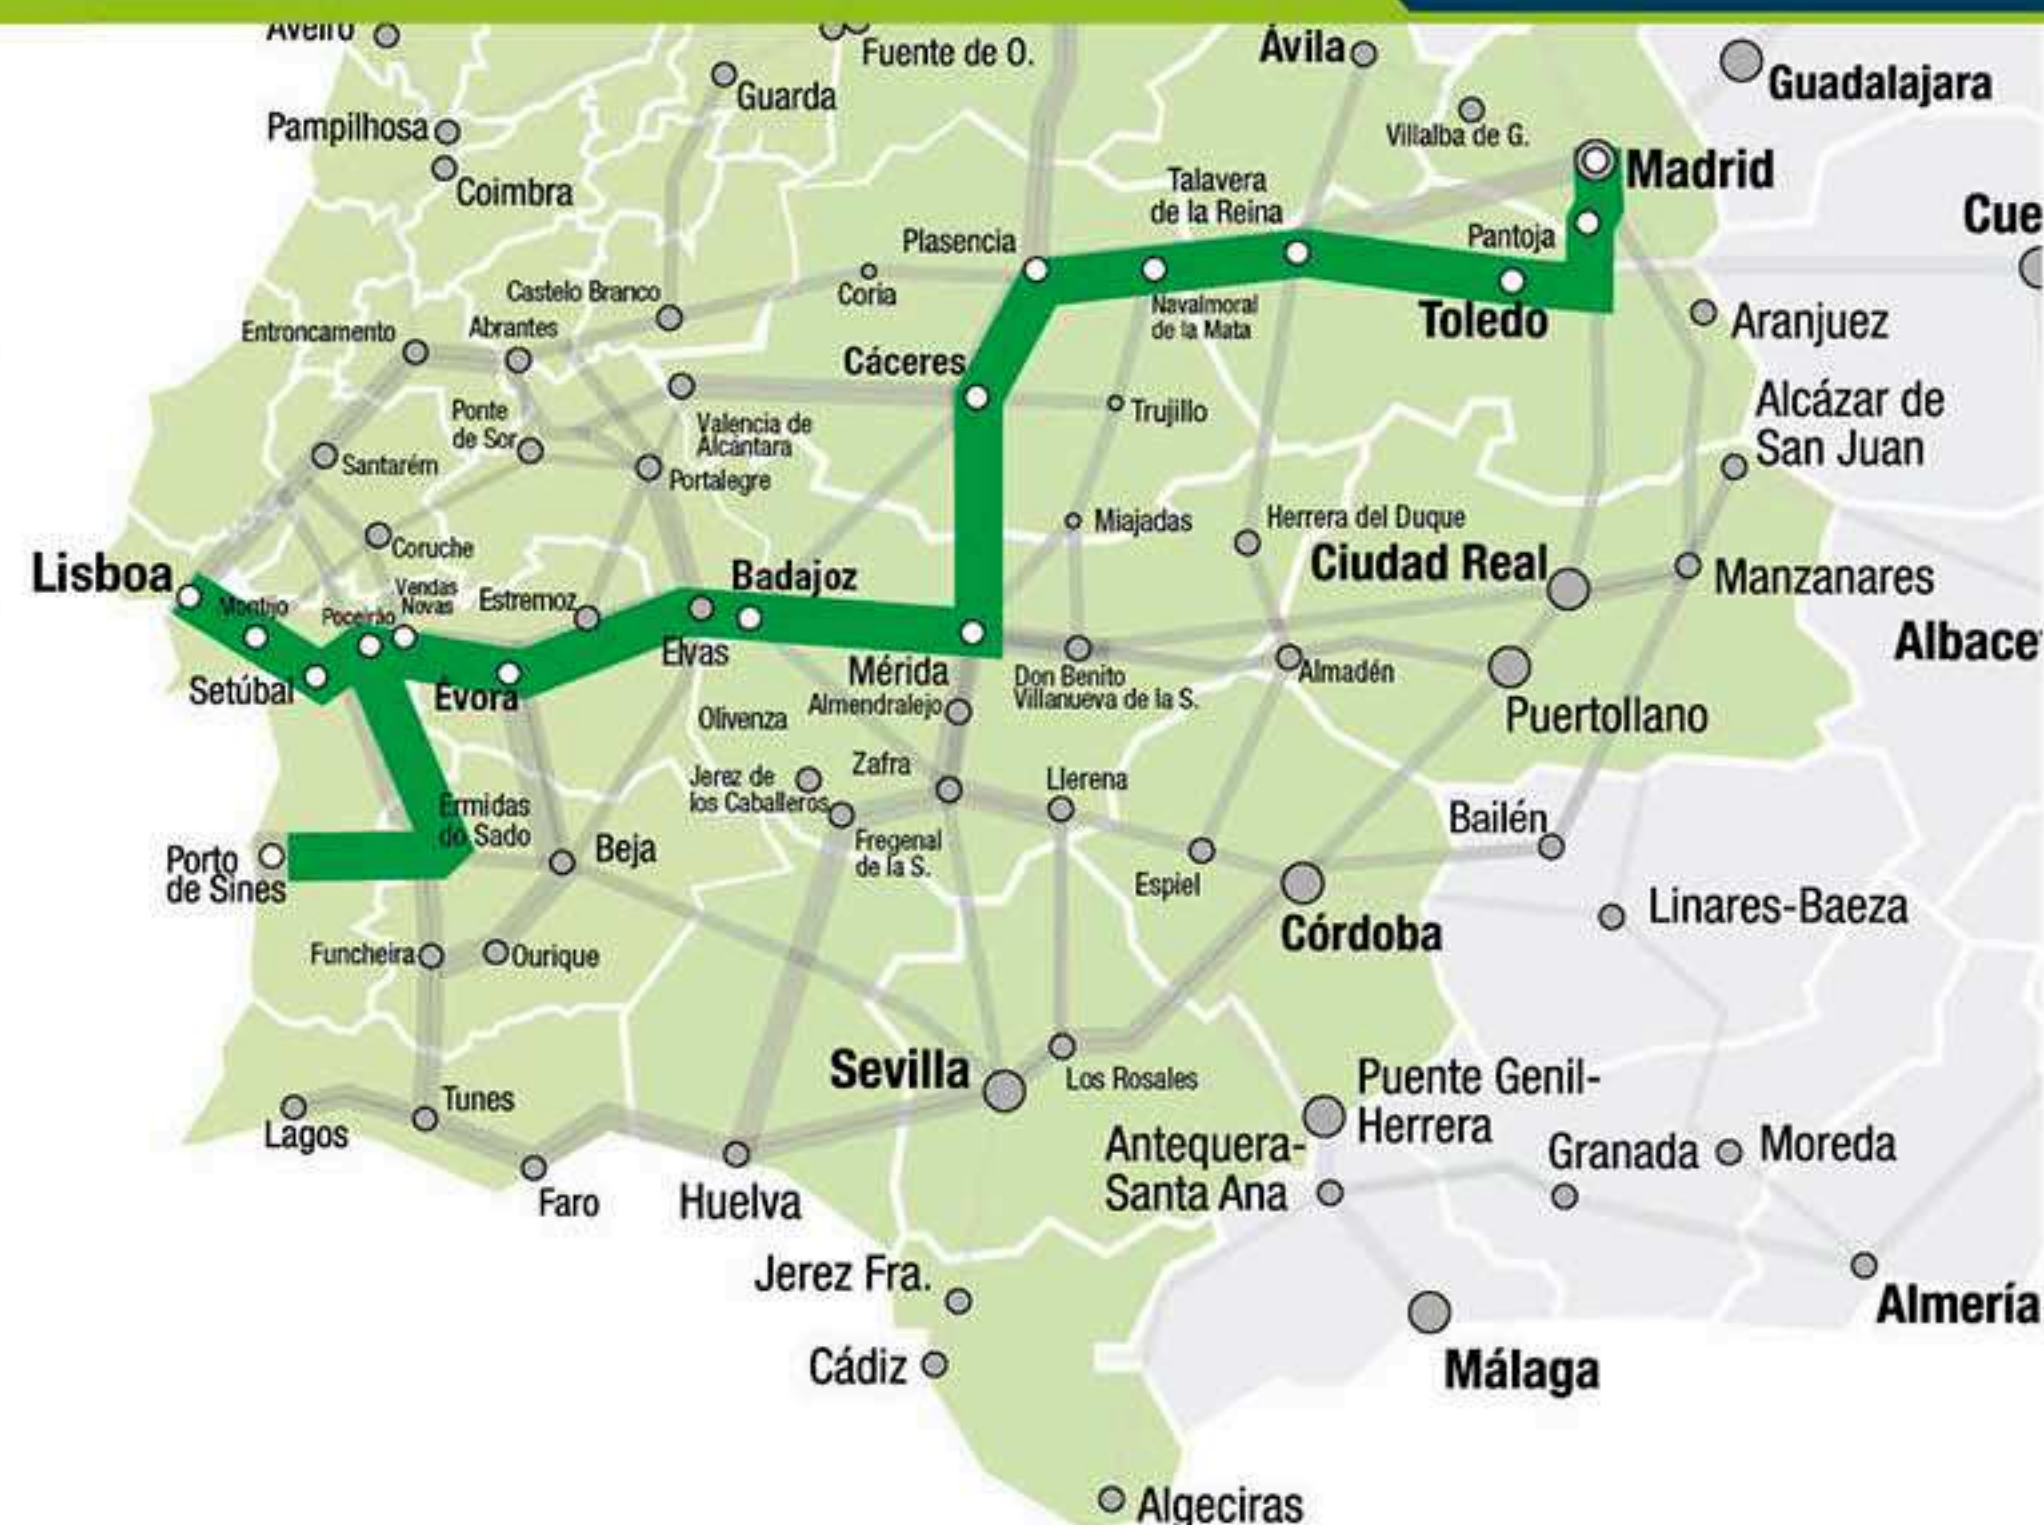 Aveiro
Fuente de O.
Ávila
Guadalajara
Guarda
Pampilhosa
Villalba de G.
Coimbra
Madrid
Talavera
de la Reina
Cue
Plasencia
Pantoja
Castelo Branco
Coria
Navalmoral
de la Mata
Entroncamento
Abrantes
Toledo
Aranjuez
Cáceres
Alcázar de
San Juan
Ponte
de Sor
Valencia de
Alcántara
Trujillo
Santarém
Portalegre
Miajadas
Herrera del Duque
Coruche
Lisboa
Badajoz
Ciudad Real
Manzanares
Montijo
Poceirão
Vendas
Novas
Estremoz
Albace
Elvas
Setúbal
Évora
Mérida
Don Benito
Villanueva de la S.
Almadén
Olivenza
Almendralejo
Puertollano
Jerez de
los Caballeros
Zafra
Llerena
Ermidas
do Sado
Bailén
Porto
de Sines
Beja
Fregenal
de la S.
Espiel
Linares-Baeza
Córdoba
Funcheira
Ourique
Sevilla
Los Rosales
Puente Genil-
Herrera
Lagos
Tunes
Antequera-
Santa Ana
Granada
Moreda
Faro
Huelva
Jerez Fra.
Almería
Cádiz
Málaga
Algeciras